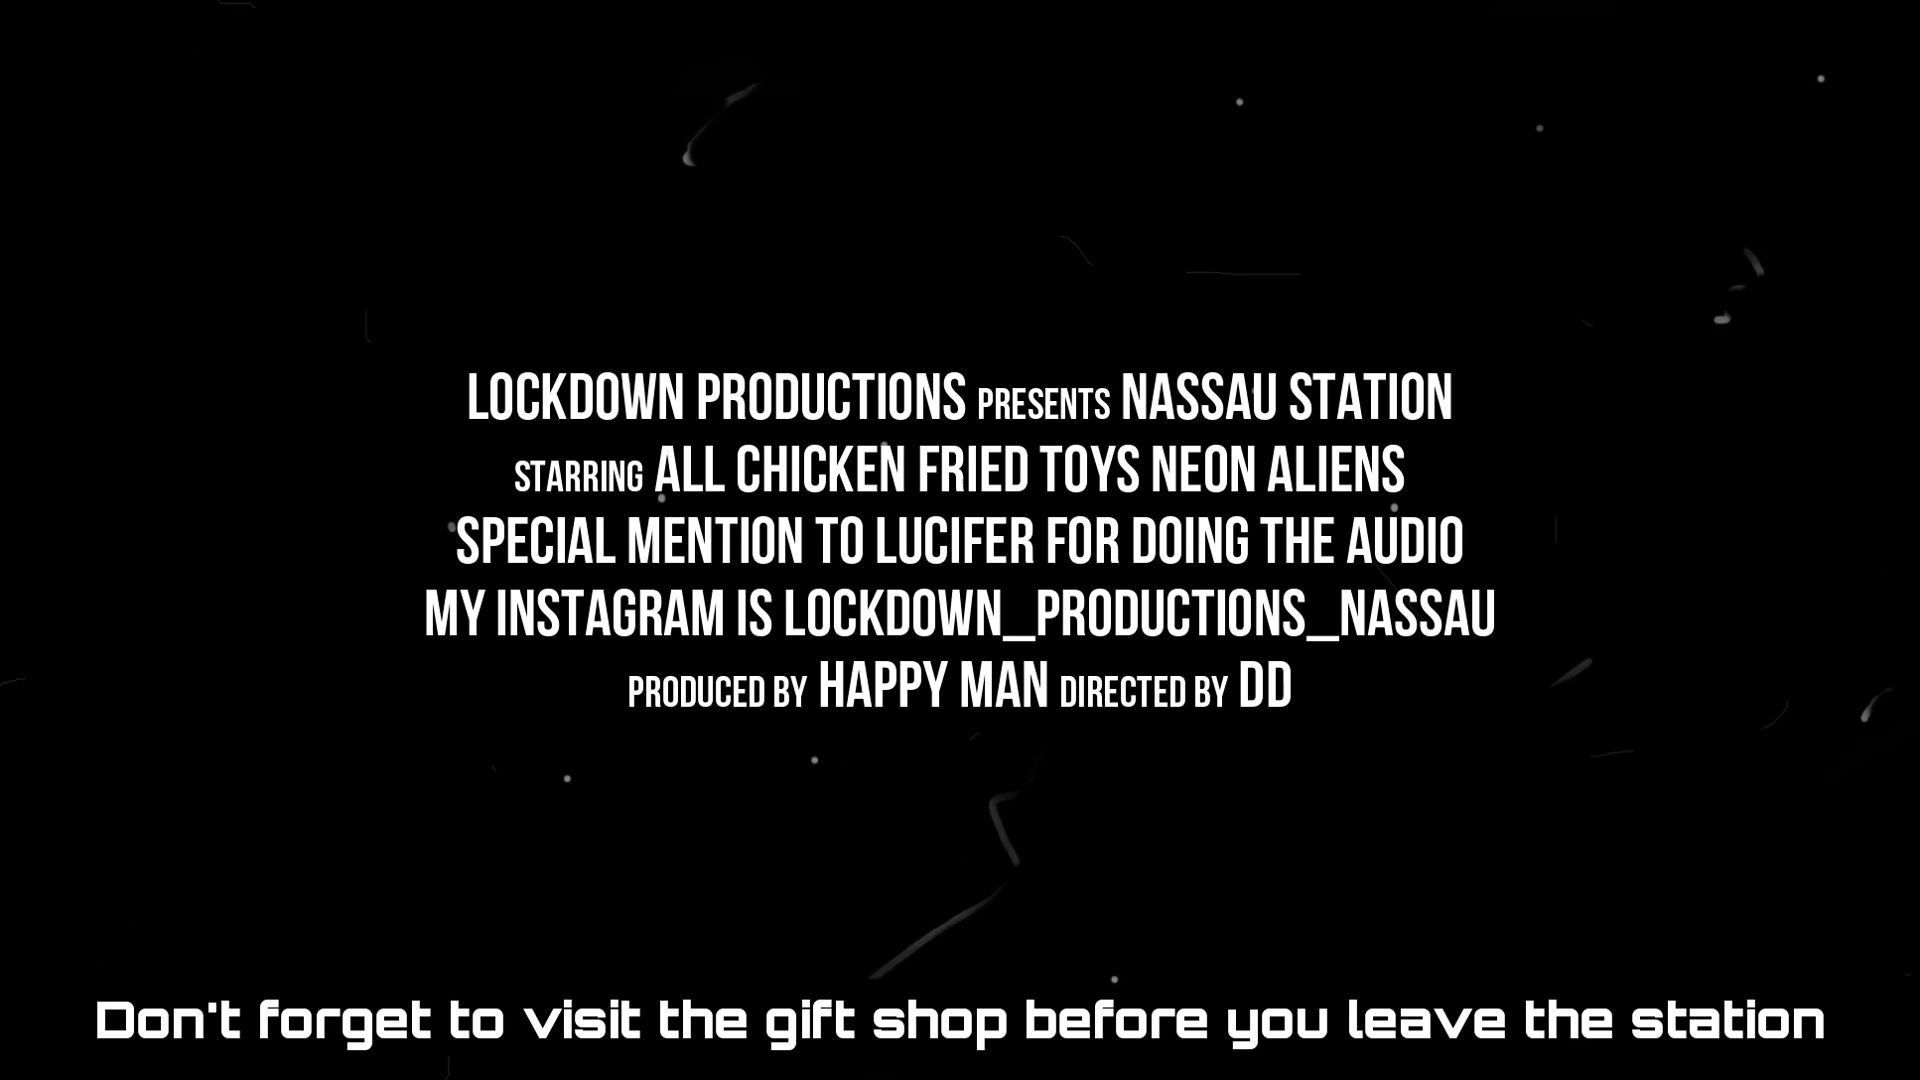 LOCKDOWN PRODUCTIONS PRESENTS NASSAU STATION
STARRING ALL CHICKEN FRIED TOYS NEON ALIENS
SPECIAL MENTION TO LUCIFER FOR DOING THE AUDIO
MY INSTAGRAM IS LOCKDOWN_PRODUCTIONS_NASSAU
PRODUCED BY HAPPY MAN DIRECTED BY DD
Don't forget to visit the gift shop before you leave the station